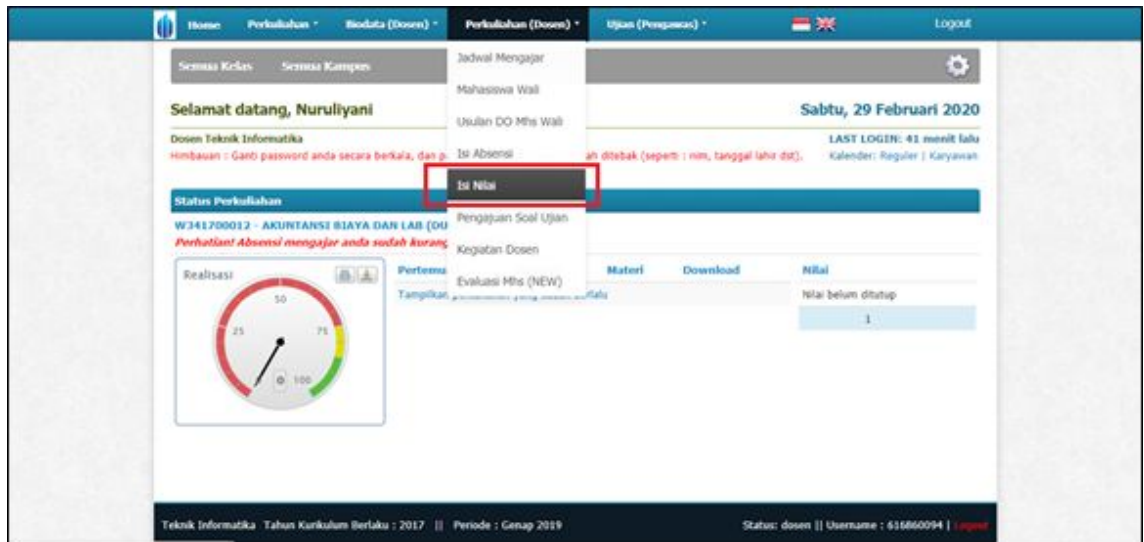 Home Perkuliahan Biodata (Dosen) Perkuliahan (Dosen) Ujian (Pengawas) Logout
Semua Kelas Semua Kampus
Jadwal Mengajar
Mahasiswa Wali
Usulan DO Mhs Wali
Isi Absensi
Isi Nilai
Pengajuan Soal Ujian
Kegiatan Dosen
Evaluasi Mhs (NEW)
Selamat datang, Nuruliyani
Sabtu, 29 Februari 2020
Dosen Teknik Informatika
LAST LOGIN: 41 menit lalu
Himbauan : Ganti password anda secara berkala, dan ditebak (seperti : nim, tanggal lahir dst).
Kalender: Reguler | Karyawan
Status Perkuliahan
W341700012 - AKUNTANSI BIAYA DAN LAB (DU
Perhatian! Absensi mengajar anda sudah kurang
Realisasi
0 25 50 75 100
0
Pertemu Materi Download Nilai
Tampilkan
Nilai belum ditutup
1
Teknik Informatika Tahun Kurikulum Berlaku : 2017 || Periode : Genap 2019
Status: dosen || Username : 616860094 | Logout